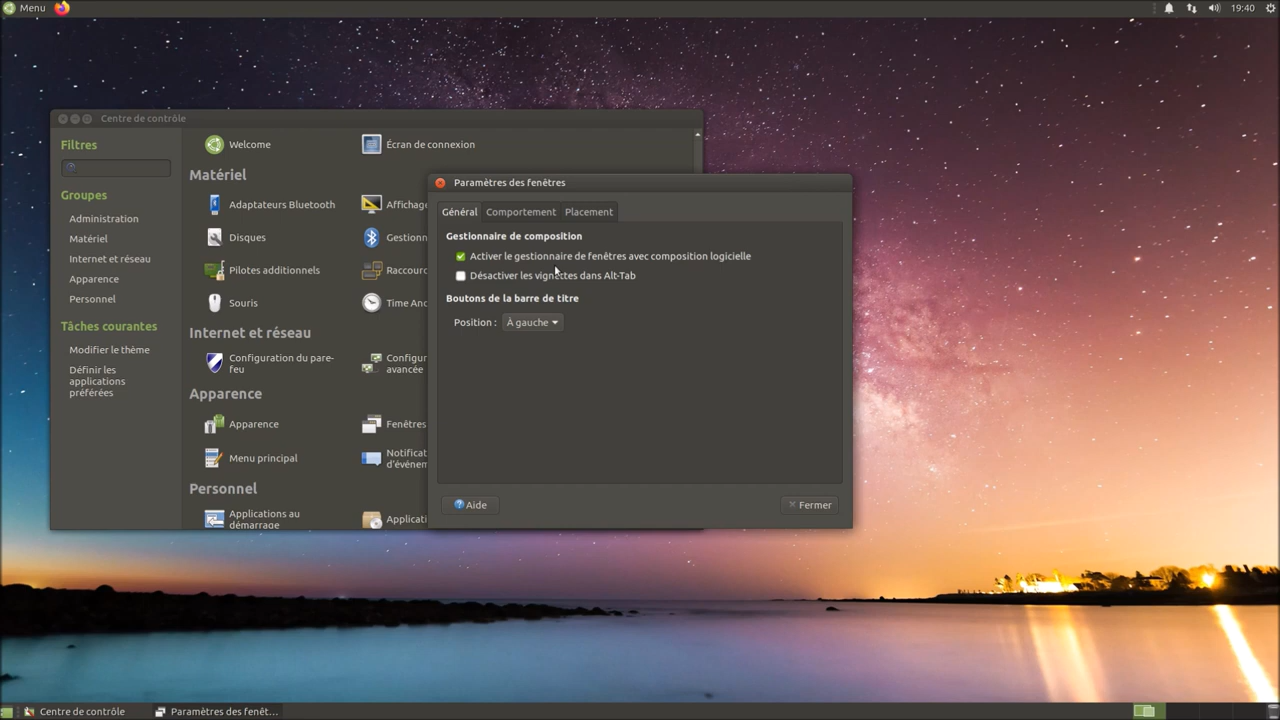 Menu
19:40
Centre de contrôle
Filtres
Groupes
Administration
Matériel
Internet et réseau
Apparence
Personnel
Tâches courantes
Modifier le thème
Définir les
applications
préférées
Welcome
Écran de connexion
Matériel
Adaptateurs Bluetooth
Affichage
Disques
Gestionn
Pilotes additionnels
Raccourc
Souris
Time And
Internet et réseau
Configuration du pare-
feu
Configur
avancée
Apparence
Apparence
Fenêtres
Menu principal
Notificat
d'événem
Personnel
Applications au
démarrage
Applicati
Paramètres des fenêtres
Général
Comportement
Placement
Gestionnaire de composition
Activer le gestionnaire de fenêtres avec composition logicielle
Désactiver les vignettes dans Alt-Tab
Boutons de la barre de titre
Position :
À gauche
Aide
Fermer
Centre de contrôle
Paramètres des fenêt...